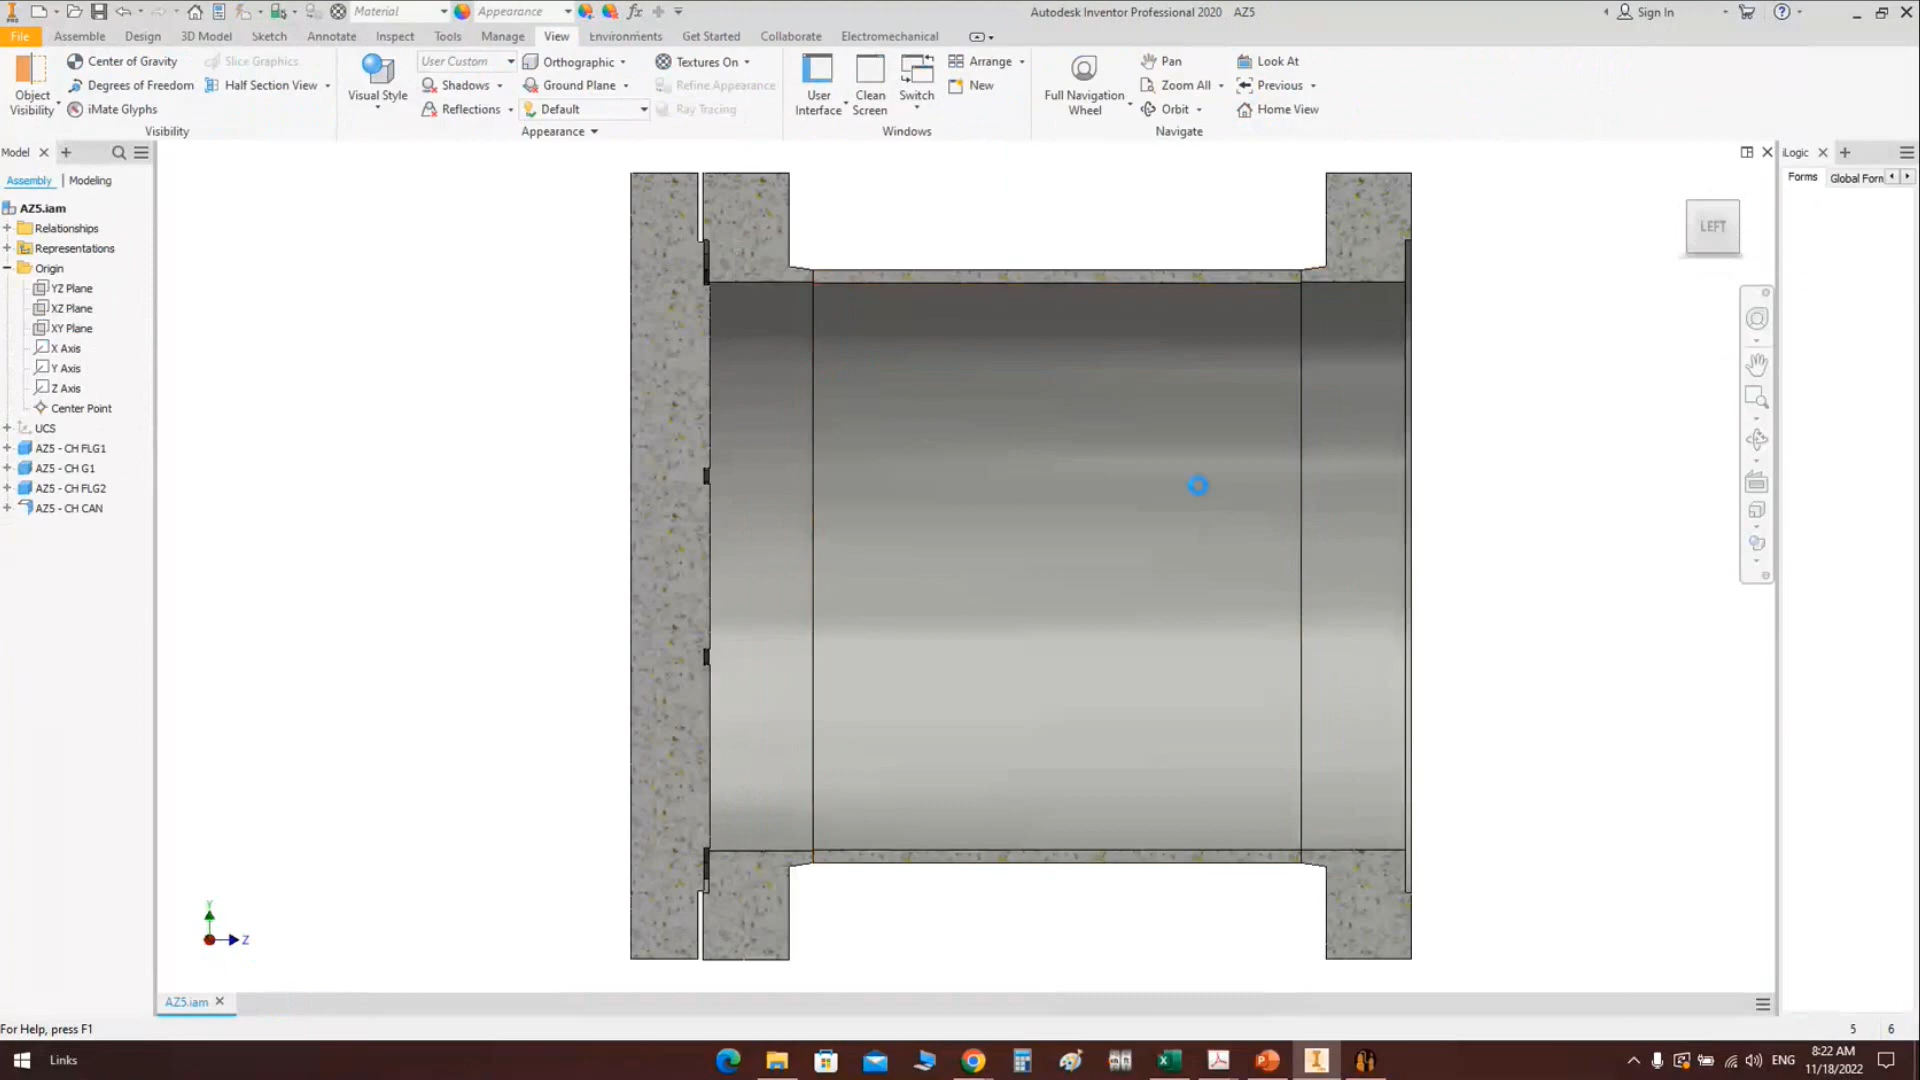 Material
Appearance
Autodesk Inventor Professional 2020 AZ5
Sign In
File
Assemble
Design
3D Model
Sketch
Annotate
Inspect
Tools
Manage
View
Environments
Get Started
Collaborate
Electromechanical
Object Visibility
Center of Gravity
Slice Graphics
Degrees of Freedom
Half Section View
iMate Glyphs
Visibility
Visual Style
User Custom
Orthographic
Textures On
Shadows
Ground Plane
Refine Appearance
Reflections
Default
Ray Tracing
Appearance
User Interface
Clean Screen
Switch
Arrange
New
Windows
Full Navigation Wheel
Pan
Look At
Zoom All
Previous
Orbit
Home View
Navigate
Model
Assembly
Modeling
AZ5.iam
Relationships
Representations
Origin
YZ Plane
XZ Plane
XY Plane
X Axis
Y Axis
Z Axis
Center Point
UCS
AZ5 - CH FLG1
AZ5 - CH G1
AZ5 - CH FLG2
AZ5 - CH CAN
iLogic
Forms
Global Forn
LEFT
Y
Z
AZ5.iam
For Help, press F1
5
6
Links
ENG
8:22 AM
11/18/2022